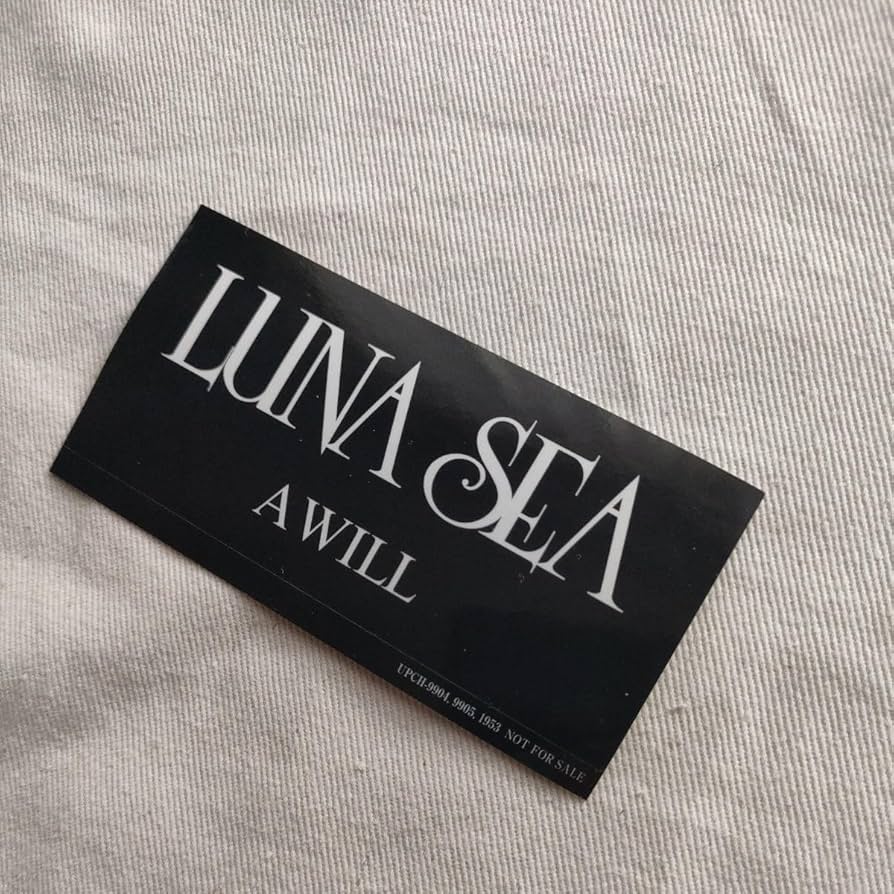 LUNA SEA
A WILL
UPCH-9904, 9905, 1953 NOT FOR SALE